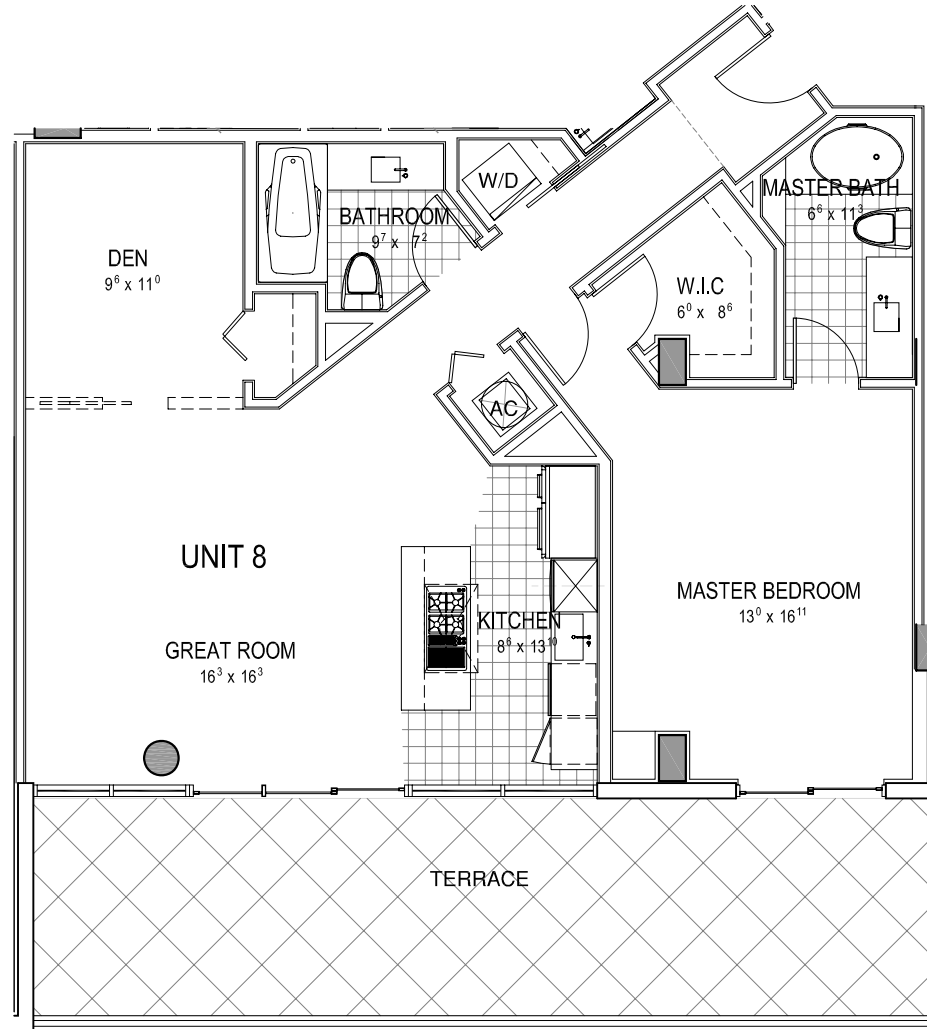 W/D
MASTER BATH
6⁶ x 11³
BATHROOM
9⁷ x 7²
DEN
9⁶ x 11⁰
W.I.C
6⁰ x 8⁶
AC
UNIT 8
MASTER BEDROOM
13⁰ x 16¹¹
KITCHEN
8⁶ x 13¹⁰
GREAT ROOM
16³ x 16³
TERRACE